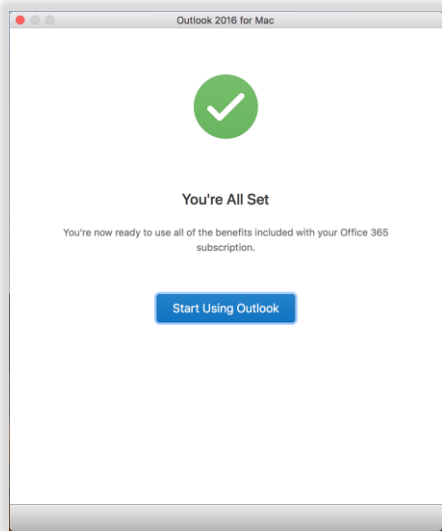 Outlook 2016 for Mac
You're All Set
You're now ready to use all of the benefits included with your Office 365
subscription.
Start Using Outlook